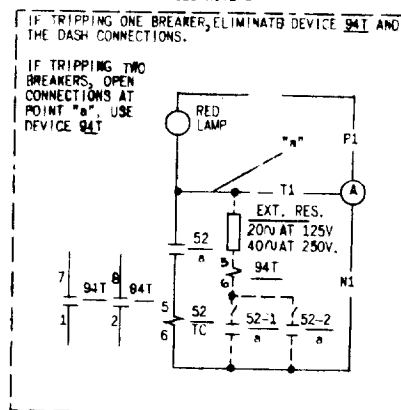 IF TRIPPING ONE BREAKER, ELIMINATE DEVICE 94T AND
THE DASH CONNECTIONS.
IF TRIPPING TWO
BREAKERS, OPEN
CONNECTIONS AT
POINT "a", USE
DEVICE 94T
RED
LAMP
"a"
P1
T1
A
EXT. RES.
20Ω AT 125V
40Ω AT 250V.
52
a
5
94T
6
N1
7
94T
1
8
94T
2
5
52
TC
6
52-1
a
52-2
a